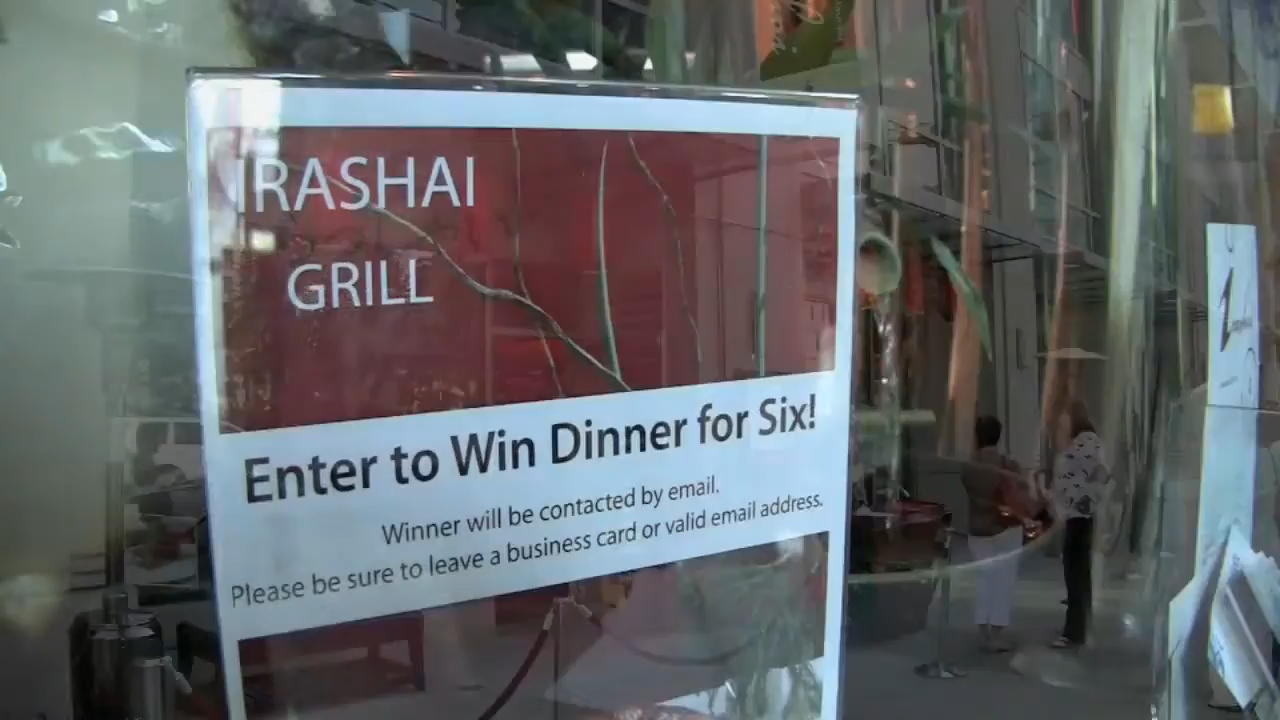 IRASHAI
GRILL
Enter to Win Dinner for Six!
Winner will be contacted by email.
Please be sure to leave a business card or valid email address.